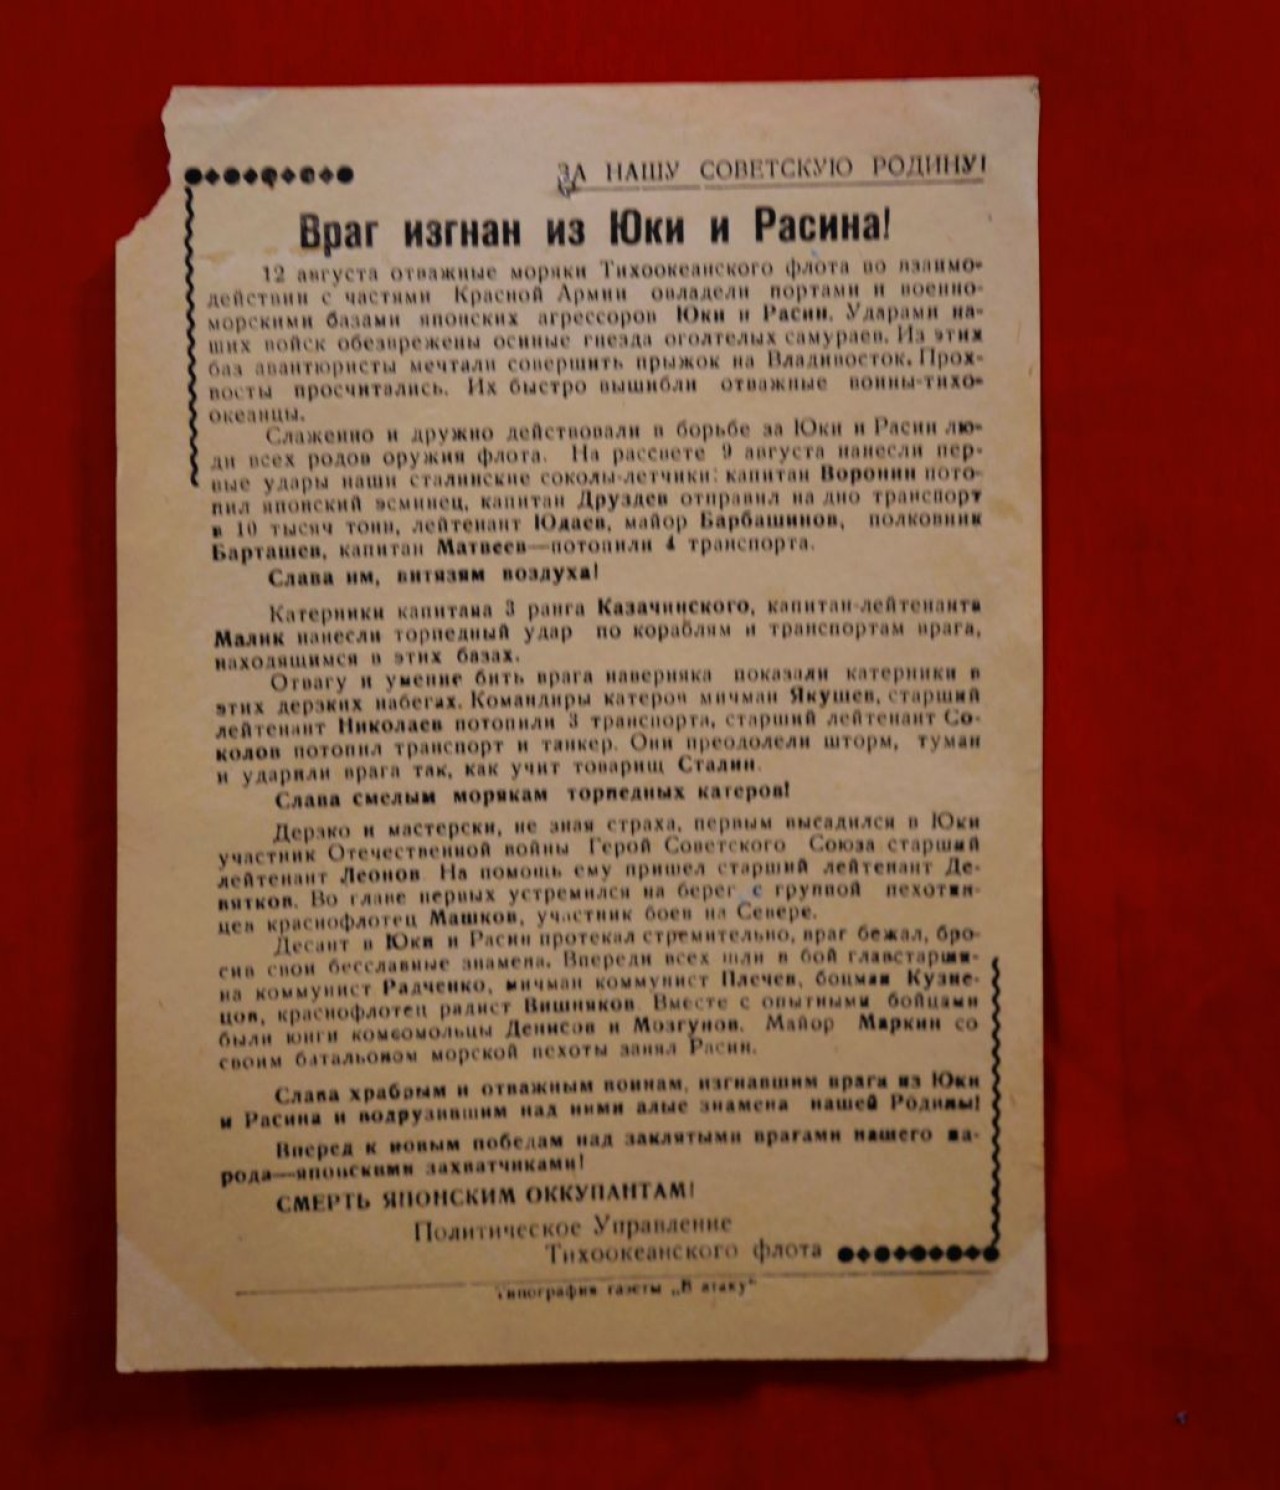 ЗА НАШУ СОВЕТСКУЮ РОДИНУ!
Враг изгнан из Юки и Расина!
12 августа отважные моряки Тихоокеанского флота во взаимо-
действии с частями Красной Армии овладели портами и военно-
морскими базами японских агрессоров Юки и Расин. Ударами на-
ших войск обезврежены осиные гнезда оголтелых самураев. Из этих
баз авантюристы мечтали совершить прыжок на Владивосток. Прох-
восты просчитались. Их быстро вышибли отважные воины-тихо-
океанцы.
Слаженно и дружно действовали в борьбе за Юки и Расин лю-
ди всех родов оружия флота. На рассвете 9 августа нанесли пер-
вые удары наши сталинские соколы-летчики: капитан Воронин пото-
пил японский эсминец, капитан Друздев отправил на дно транспорт
в 10 тысяч тонн, лейтенант Юдаев, майор Барбашинов, полковник
Барташев, капитан Матвеев—потопили 4 транспорта.
Слава им, витязям воздуха!
Катерники капитана 3 ранга Казачинского, капитан-лейтенанта
Малик нанесли торпедный удар по кораблям и транспортам врага,
находящимся в этих базах.
Отвагу и умение бить врага наверняка показали катерники в
этих дерзких набегах. Командиры катеров мичман Якушев, старший
лейтенант Николаев потопили 3 транспорта, старший лейтенант Со-
колов потопил транспорт и танкер. Они преодолели шторм, туман
и ударили врага так, как учит товарищ Сталин.
Слава смелым морякам торпедных катеров!
Дерзко и мастерски, не зная страха, первым высадился в Юки
участник Отечественной войны Герой Советского Союза старший
лейтенант Леонов. На помощь ему пришел старший лейтенант Де-
вятков. Во главе первых устремился на берег с группой пехотин-
цев краснофлотец Машков, участник боев на Севере.
Десант в Юки и Расин протекал стремительно, враг бежал, бро-
сив свои бесславные знамена. Впереди всех шли в бой главстарши-
на коммунист Радченко, мичман коммунист Плечев, боцман Кузне-
цов, краснофлотец радист Вишняков. Вместе с опытными бойцами
были юнги комсомольцы Денисов и Мозгунов. Майор Маркин со
своим батальоном морской пехоты занял Расин.
Слава храбрым и отважным воинам, изгнавшим врага из Юки
и Расина и водрузившим над ними алые знамена нашей Родины!
Вперед к новым победам над заклятыми врагами нашего на-
рода—японскими захватчиками!
СМЕРТЬ ЯПОНСКИМ ОККУПАНТАМ!
Политическое Управление
Тихоокеанского флота
Типография газеты „В атаку“